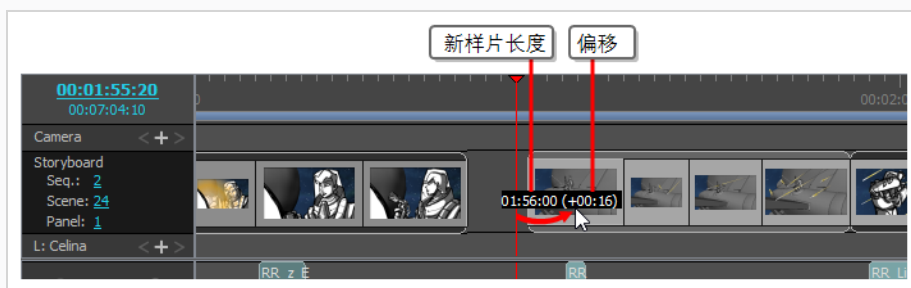 新样片长度 偏移
00:01:55:20
00:07:04:10
00:02:0
Camera < + >
Storyboard
Seq.: 2
Scene: 24
Panel: 1
01:56:00 (+00:16)
L: Celina < + >
RR_z_E RR RR_Li